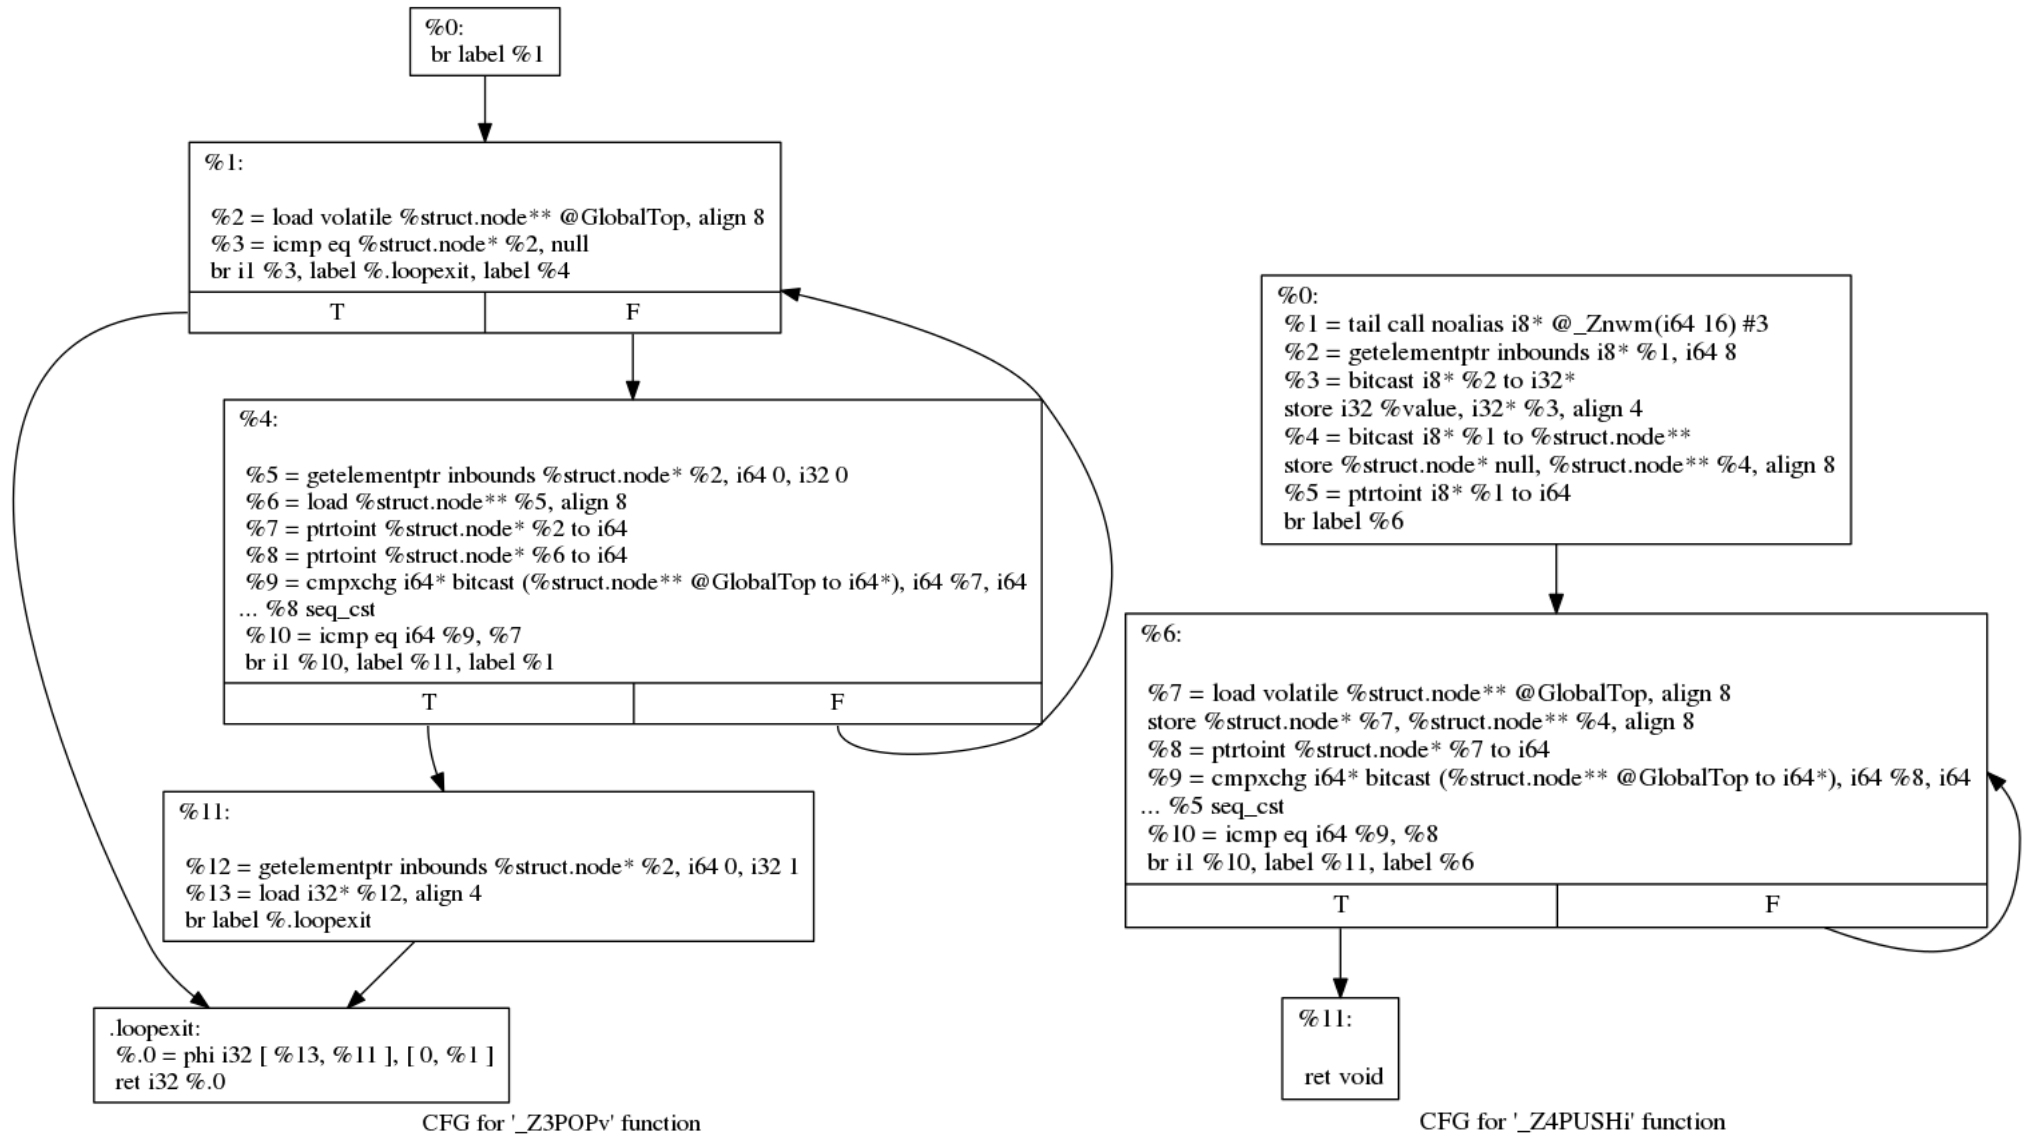 %0:
br label %1
%1:
%2 = load volatile %struct.node** @GlobalTop, align 8
%3 = icmp eq %struct.node* %2, null
br i1 %3, label %.loopexit, label %4
T
F
%4:
%5 = getelementptr inbounds %struct.node* %2, i64 0, i32 0
%6 = load %struct.node** %5, align 8
%7 = ptrtoint %struct.node* %2 to i64
%8 = ptrtoint %struct.node* %6 to i64
%9 = cmpxchg i64* bitcast (%struct.node** @GlobalTop to i64*), i64 %7, i64
... %8 seq_cst
%10 = icmp eq i64 %9, %7
br i1 %10, label %11, label %1
T
F
%11:
%12 = getelementptr inbounds %struct.node* %2, i64 0, i32 1
%13 = load i32* %12, align 4
br label %.loopexit
.loopexit:
%.0 = phi i32 [ %13, %11 ], [ 0, %1 ]
ret i32 %.0
CFG for '_Z3POPv' function
%0:
%1 = tail call noalias i8* @_Znwm(i64 16) #3
%2 = getelementptr inbounds i8* %1, i64 8
%3 = bitcast i8* %2 to i32*
store i32 %value, i32* %3, align 4
%4 = bitcast i8* %1 to %struct.node**
store %struct.node* null, %struct.node** %4, align 8
%5 = ptrtoint i8* %1 to i64
br label %6
%6:
%7 = load volatile %struct.node** @GlobalTop, align 8
store %struct.node* %7, %struct.node** %4, align 8
%8 = ptrtoint %struct.node* %7 to i64
%9 = cmpxchg i64* bitcast (%struct.node** @GlobalTop to i64*), i64 %8, i64
... %5 seq_cst
%10 = icmp eq i64 %9, %8
br i1 %10, label %11, label %6
T
F
%11:
ret void
CFG for '_Z4PUSHi' function